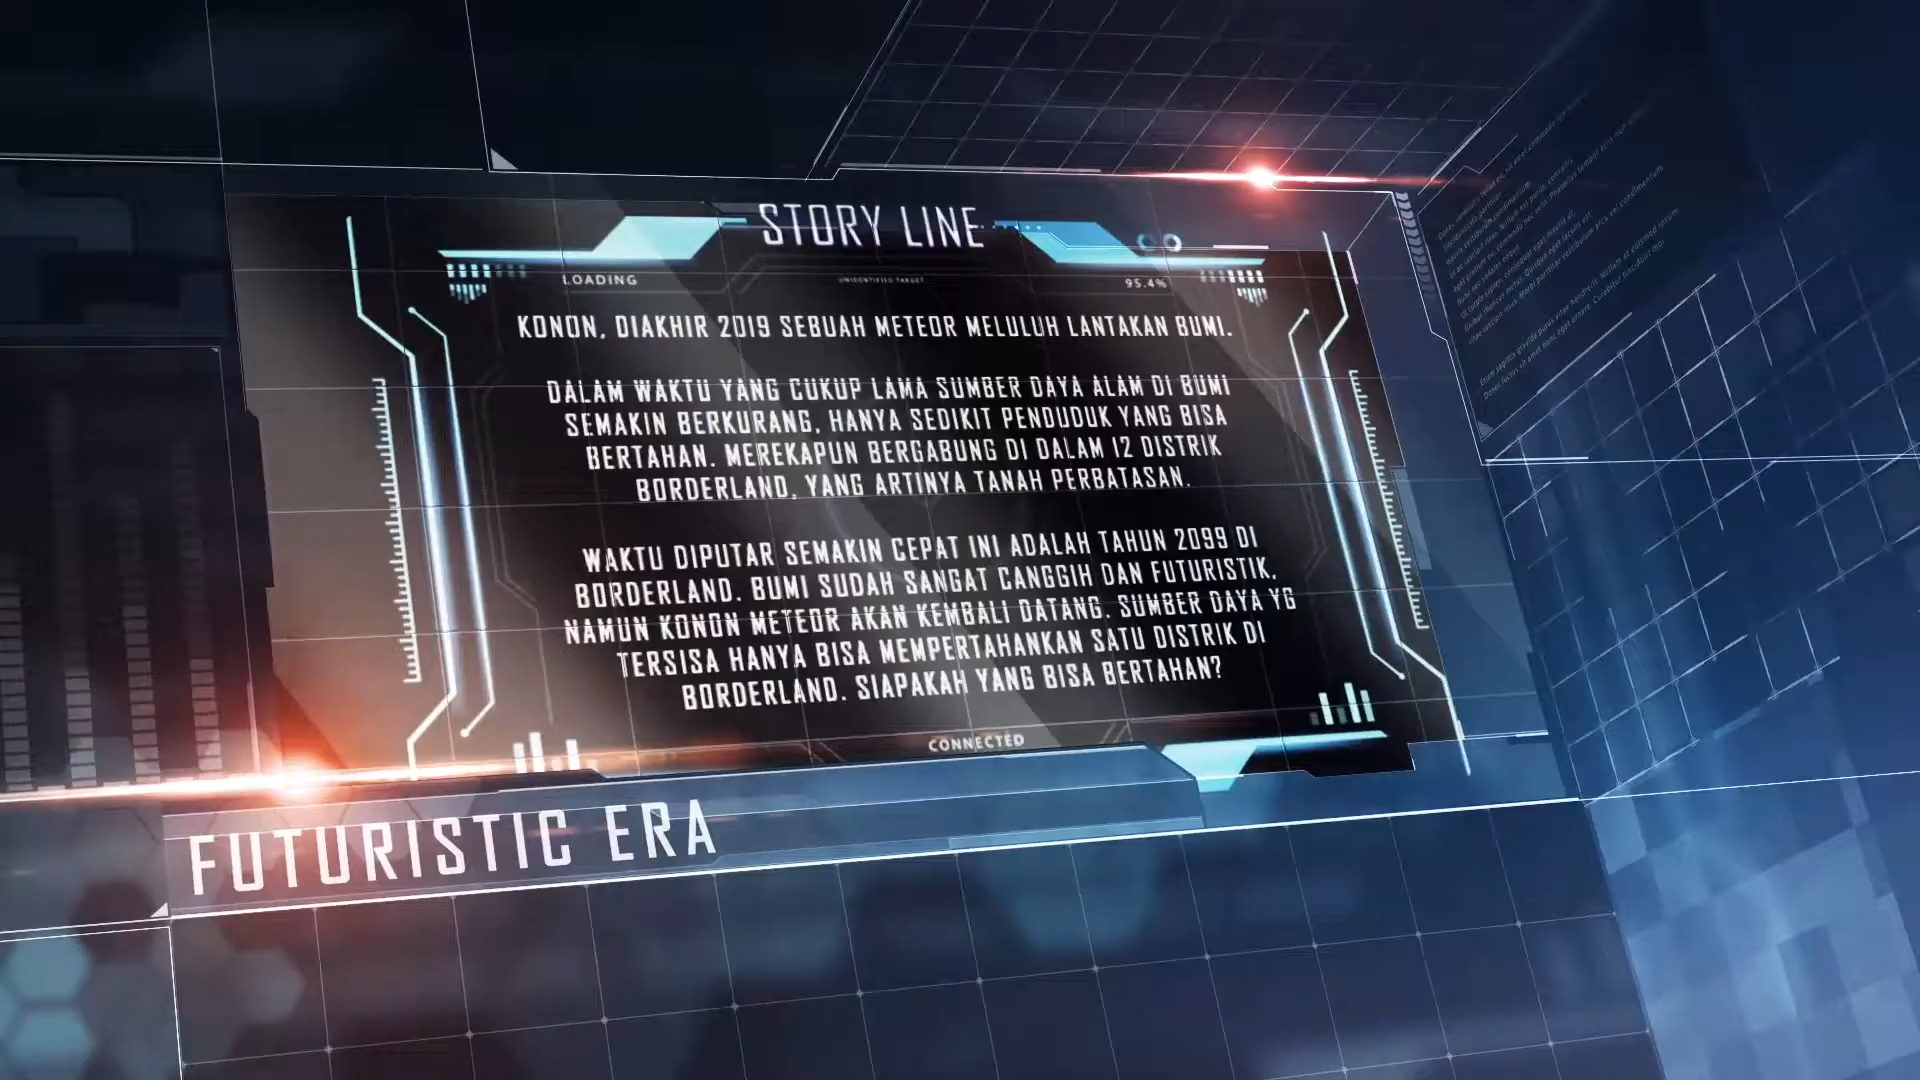 STORY LINE
LOADING
UNIDENTIFIED TARGET
95.4%
KONON, DIAKHIR 2019 SEBUAH METEOR MELULUH LANTAKAN BUMI.
DALAM WAKTU YANG CUKUP LAMA SUMBER DAYA ALAM DI BUMI
SEMAKIN BERKURANG, HANYA SEDIKIT PENDUDUK YANG BISA
BERTAHAN. MEREKAPUN BERGABUNG DI DALAM 12 DISTRIK
BORDERLAND, YANG ARTINYA TANAH PERBATASAN.
WAKTU DIPUTAR SEMAKIN CEPAT INI ADALAH TAHUN 2099 DI
BORDERLAND. BUMI SUDAH SANGAT CANGGIH DAN FUTURISTIK,
NAMUN KONON METEOR AKAN KEMBALI DATANG. SUMBER DAYA YG
TERSISA HANYA BISA MEMPERTAHANKAN SATU DISTRIK DI
BORDERLAND. SIAPAKAH YANG BISA BERTAHAN?
CONNECTED
FUTURISTIC ERA